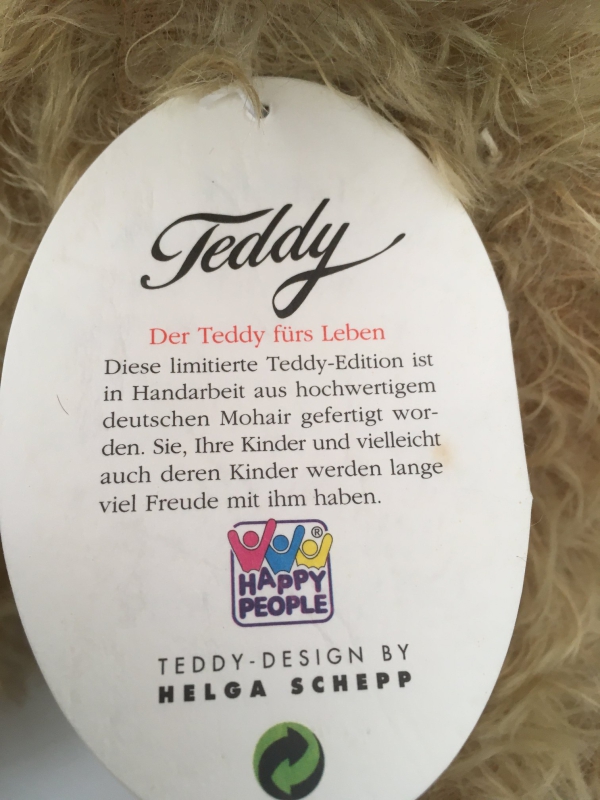 Teddy
Der Teddy fürs Leben
Diese limitierte Teddy-Edition ist
in Handarbeit aus hochwertigem
deutschen Mohair gefertigt wor-
den. Sie, Ihre Kinder und vielleicht
auch deren Kinder werden lange
viel Freude mit ihm haben.
®
HAPPY
PEOPLE
TEDDY-DESIGN BY
HELGA SCHEPP